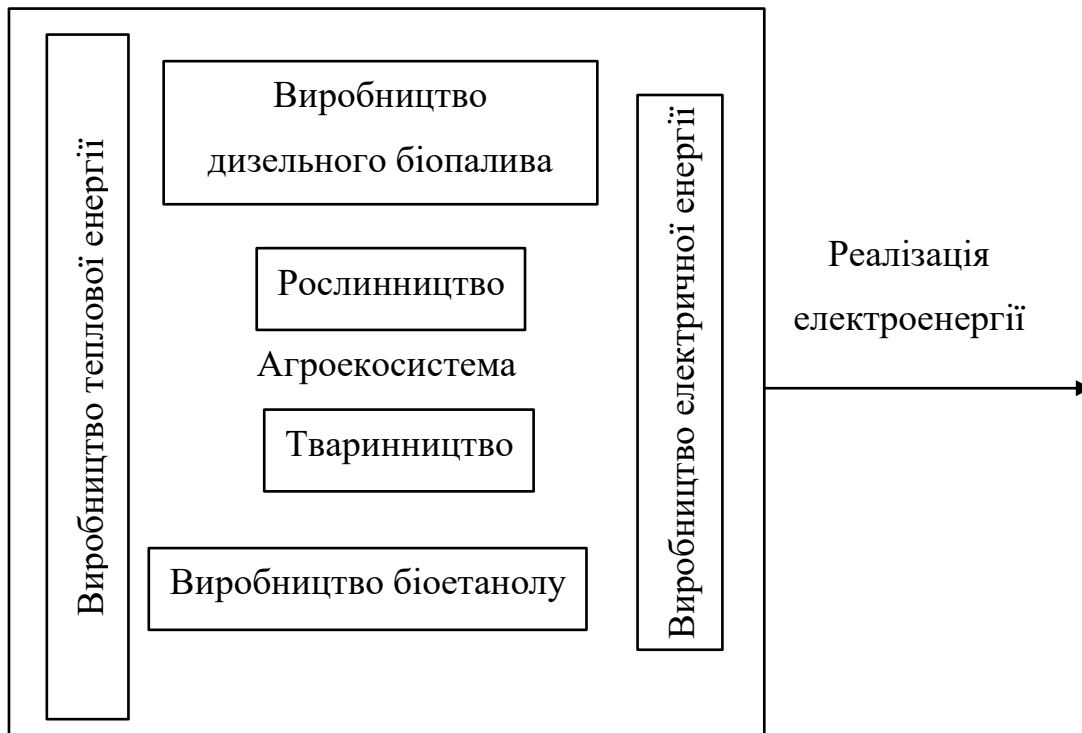 Виробництво теплової енергії
Виробництво
дизельного біопалива
Рослинництво
Агроекосистема
Тваринництво
Виробництво біоетанолу
Виробництво електричної енергії
Реалізація
електроенергії